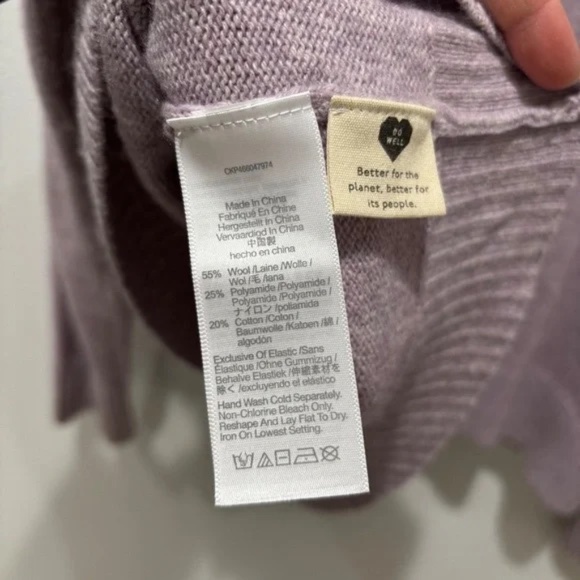 CKP466047974
Made In China
Fabriqué En Chine
Hergestellt In China
Vervaardigd In China
中国製
hecho en china
55% Wool /Laine /Wolle /
Wol /毛 /lana
25% Polyamide /Polyamide /
Polyamide /Polyamide /
ナイロン /poliamida
20% Cotton /Coton /
Baumwolle /Katoen /綿 /
algodón
Exclusive Of Elastic /Sans
Élastique /Ohne Gummizug /
Behalve Elastiek /伸縮素材を
除く /excluyendo el elástico
Hand Wash Cold Separately.
Non-Chlorine Bleach Only.
Reshape And Lay Flat To Dry.
Iron On Lowest Setting.
DO
WELL
Better for the
planet, better for
its people.